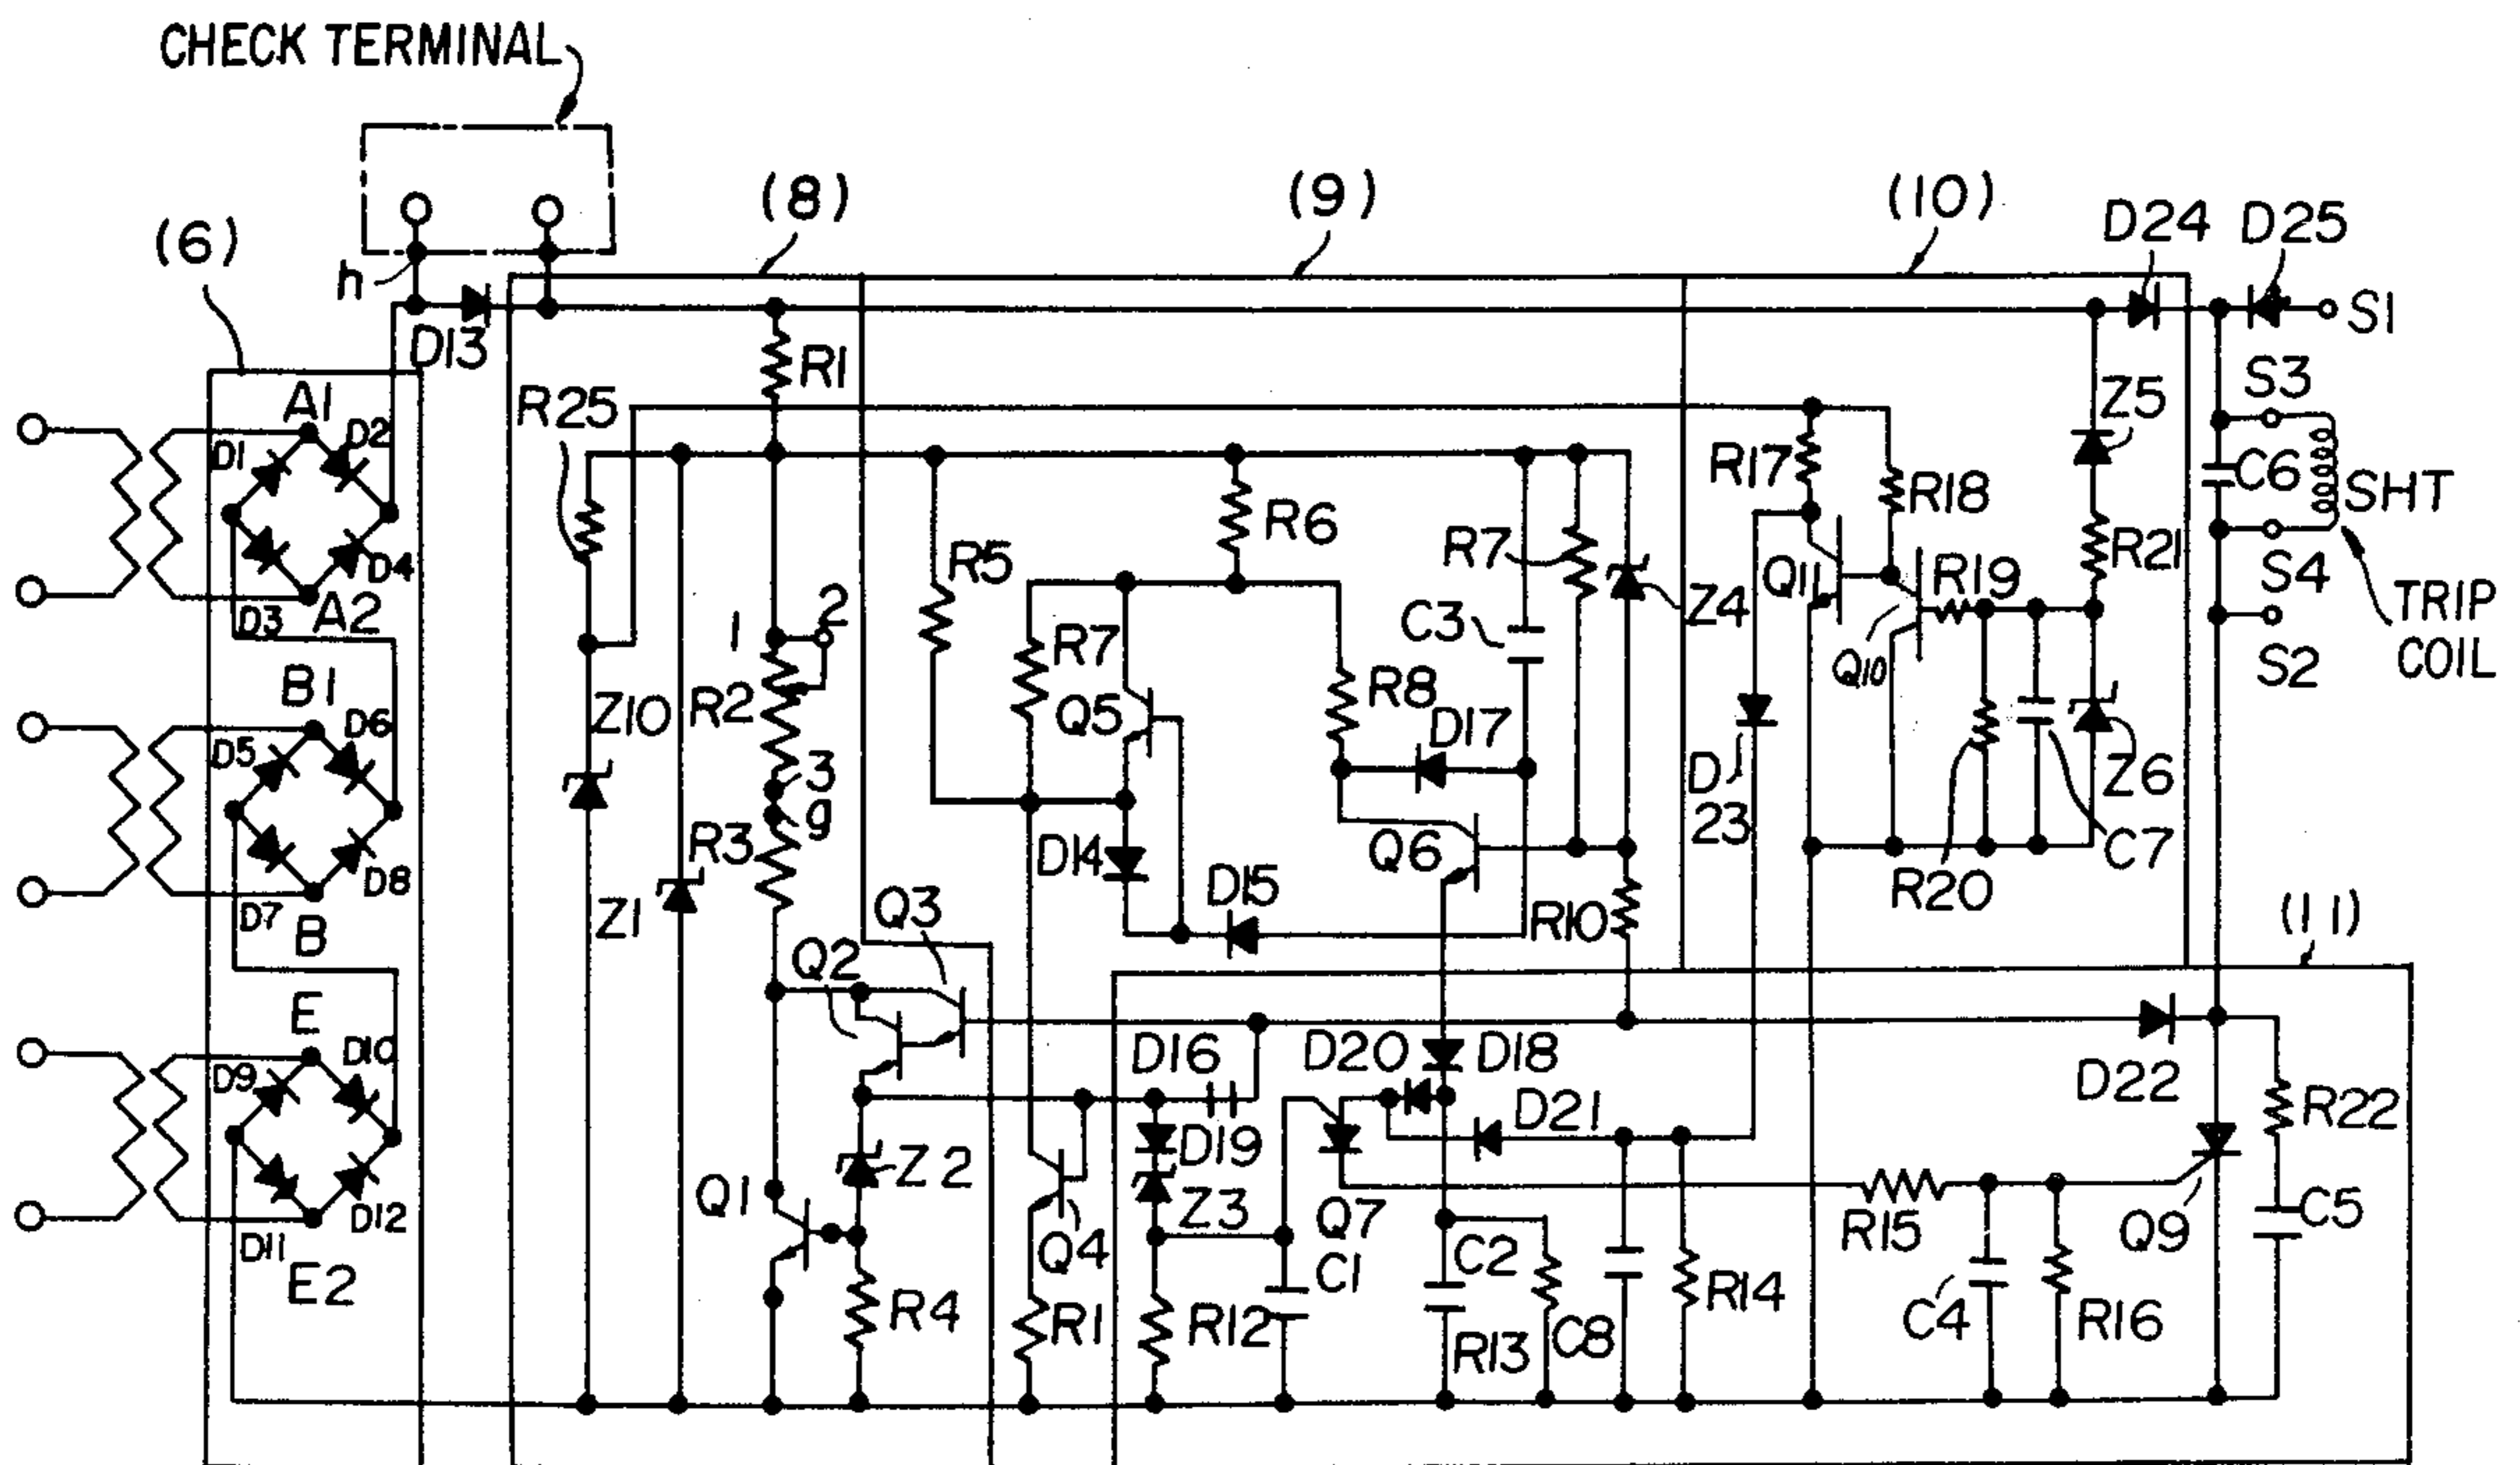 CHECK TERMINAL
(6)
(8)
(9)
(10)
D24
D25
h
D13
S1
R1
S3
A1
D2
R25
Z5
D1
R17
C6
SHT
R18
R6
R7
R5
D4
Q11
R19
R21
S4
D3
A2
2
C3
Z4
TRIP
COIL
1
R7
Q10
S2
B1
R8
Z10
R2
Q5
D6
D5
D17
D
23
3
Z6
g
R3
D14
Q6
C7
D8
D15
R20
Q3
Z1
R10
(11)
D7
B
Q2
E
D10
D16
D20
D18
D22
D9
D21
R22
D19
Z2
Q1
Z3
Q7
C5
D12
R15
Q9
D11
Q4
C2
C1
E2
R14
R4
R1
R12
C8
C4
R16
R13